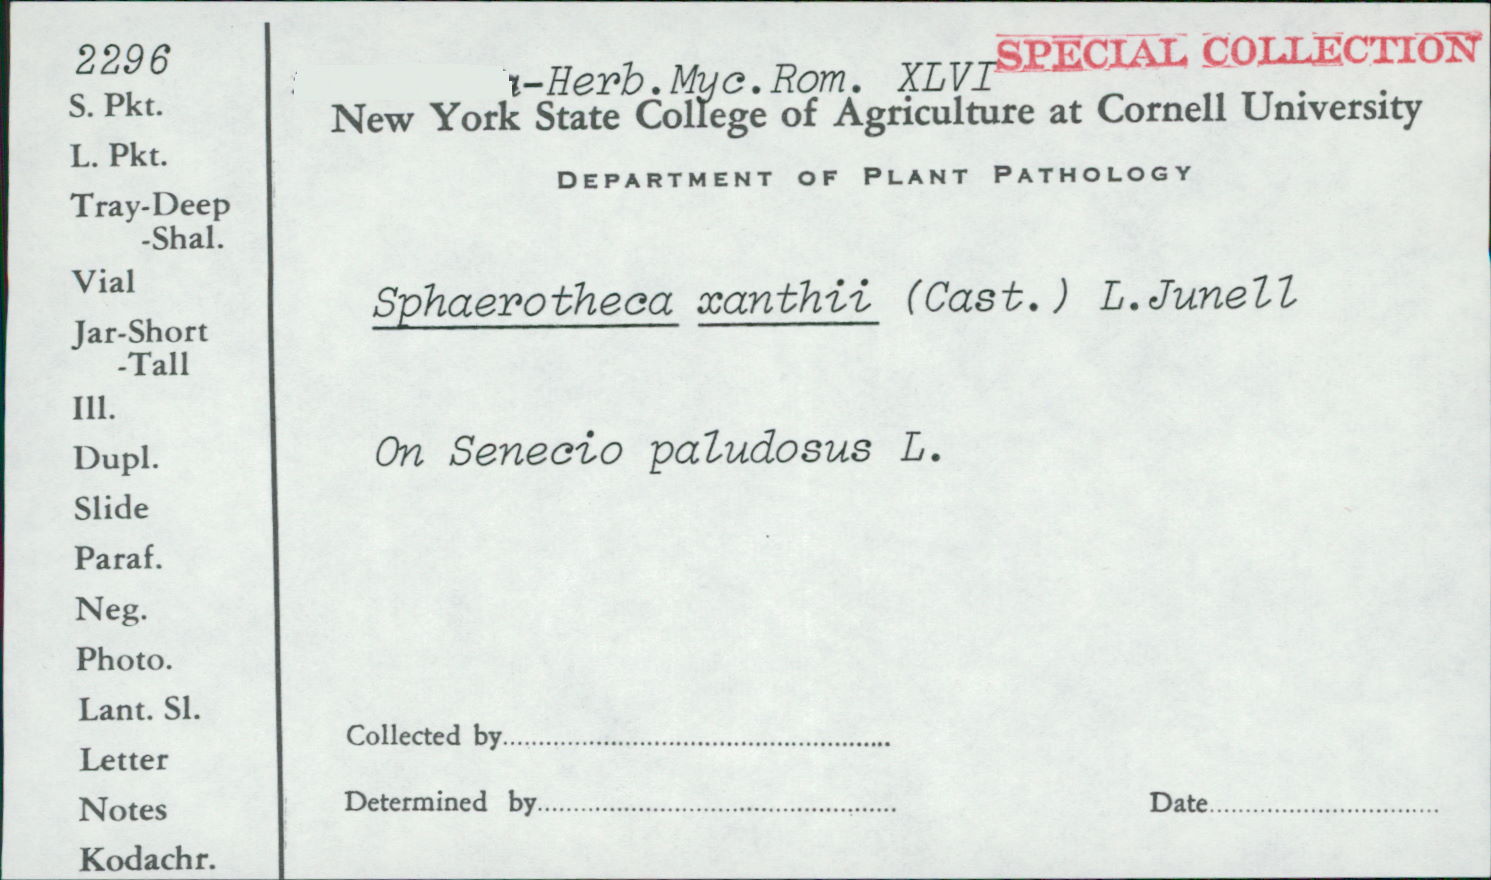 2296
S. Pkt.
L. Pkt.
Tray-Deep
-Shal.
Vial
Jar-Short
-Tall
Ill.
Dupl.
Slide
Paraf.
Neg.
Photo.
Lant. Sl.
Letter
Notes
Kodachr.
-Herb.Myc.Rom. XLVI
SPECIAL COLLECTION
New York State College of Agriculture at Cornell University
DEPARTMENT OF PLANT PATHOLOGY
Sphaerotheca xanthii (Cast.) L.Junell
On Senecio paludosus L.
Collected by
Determined by
Date